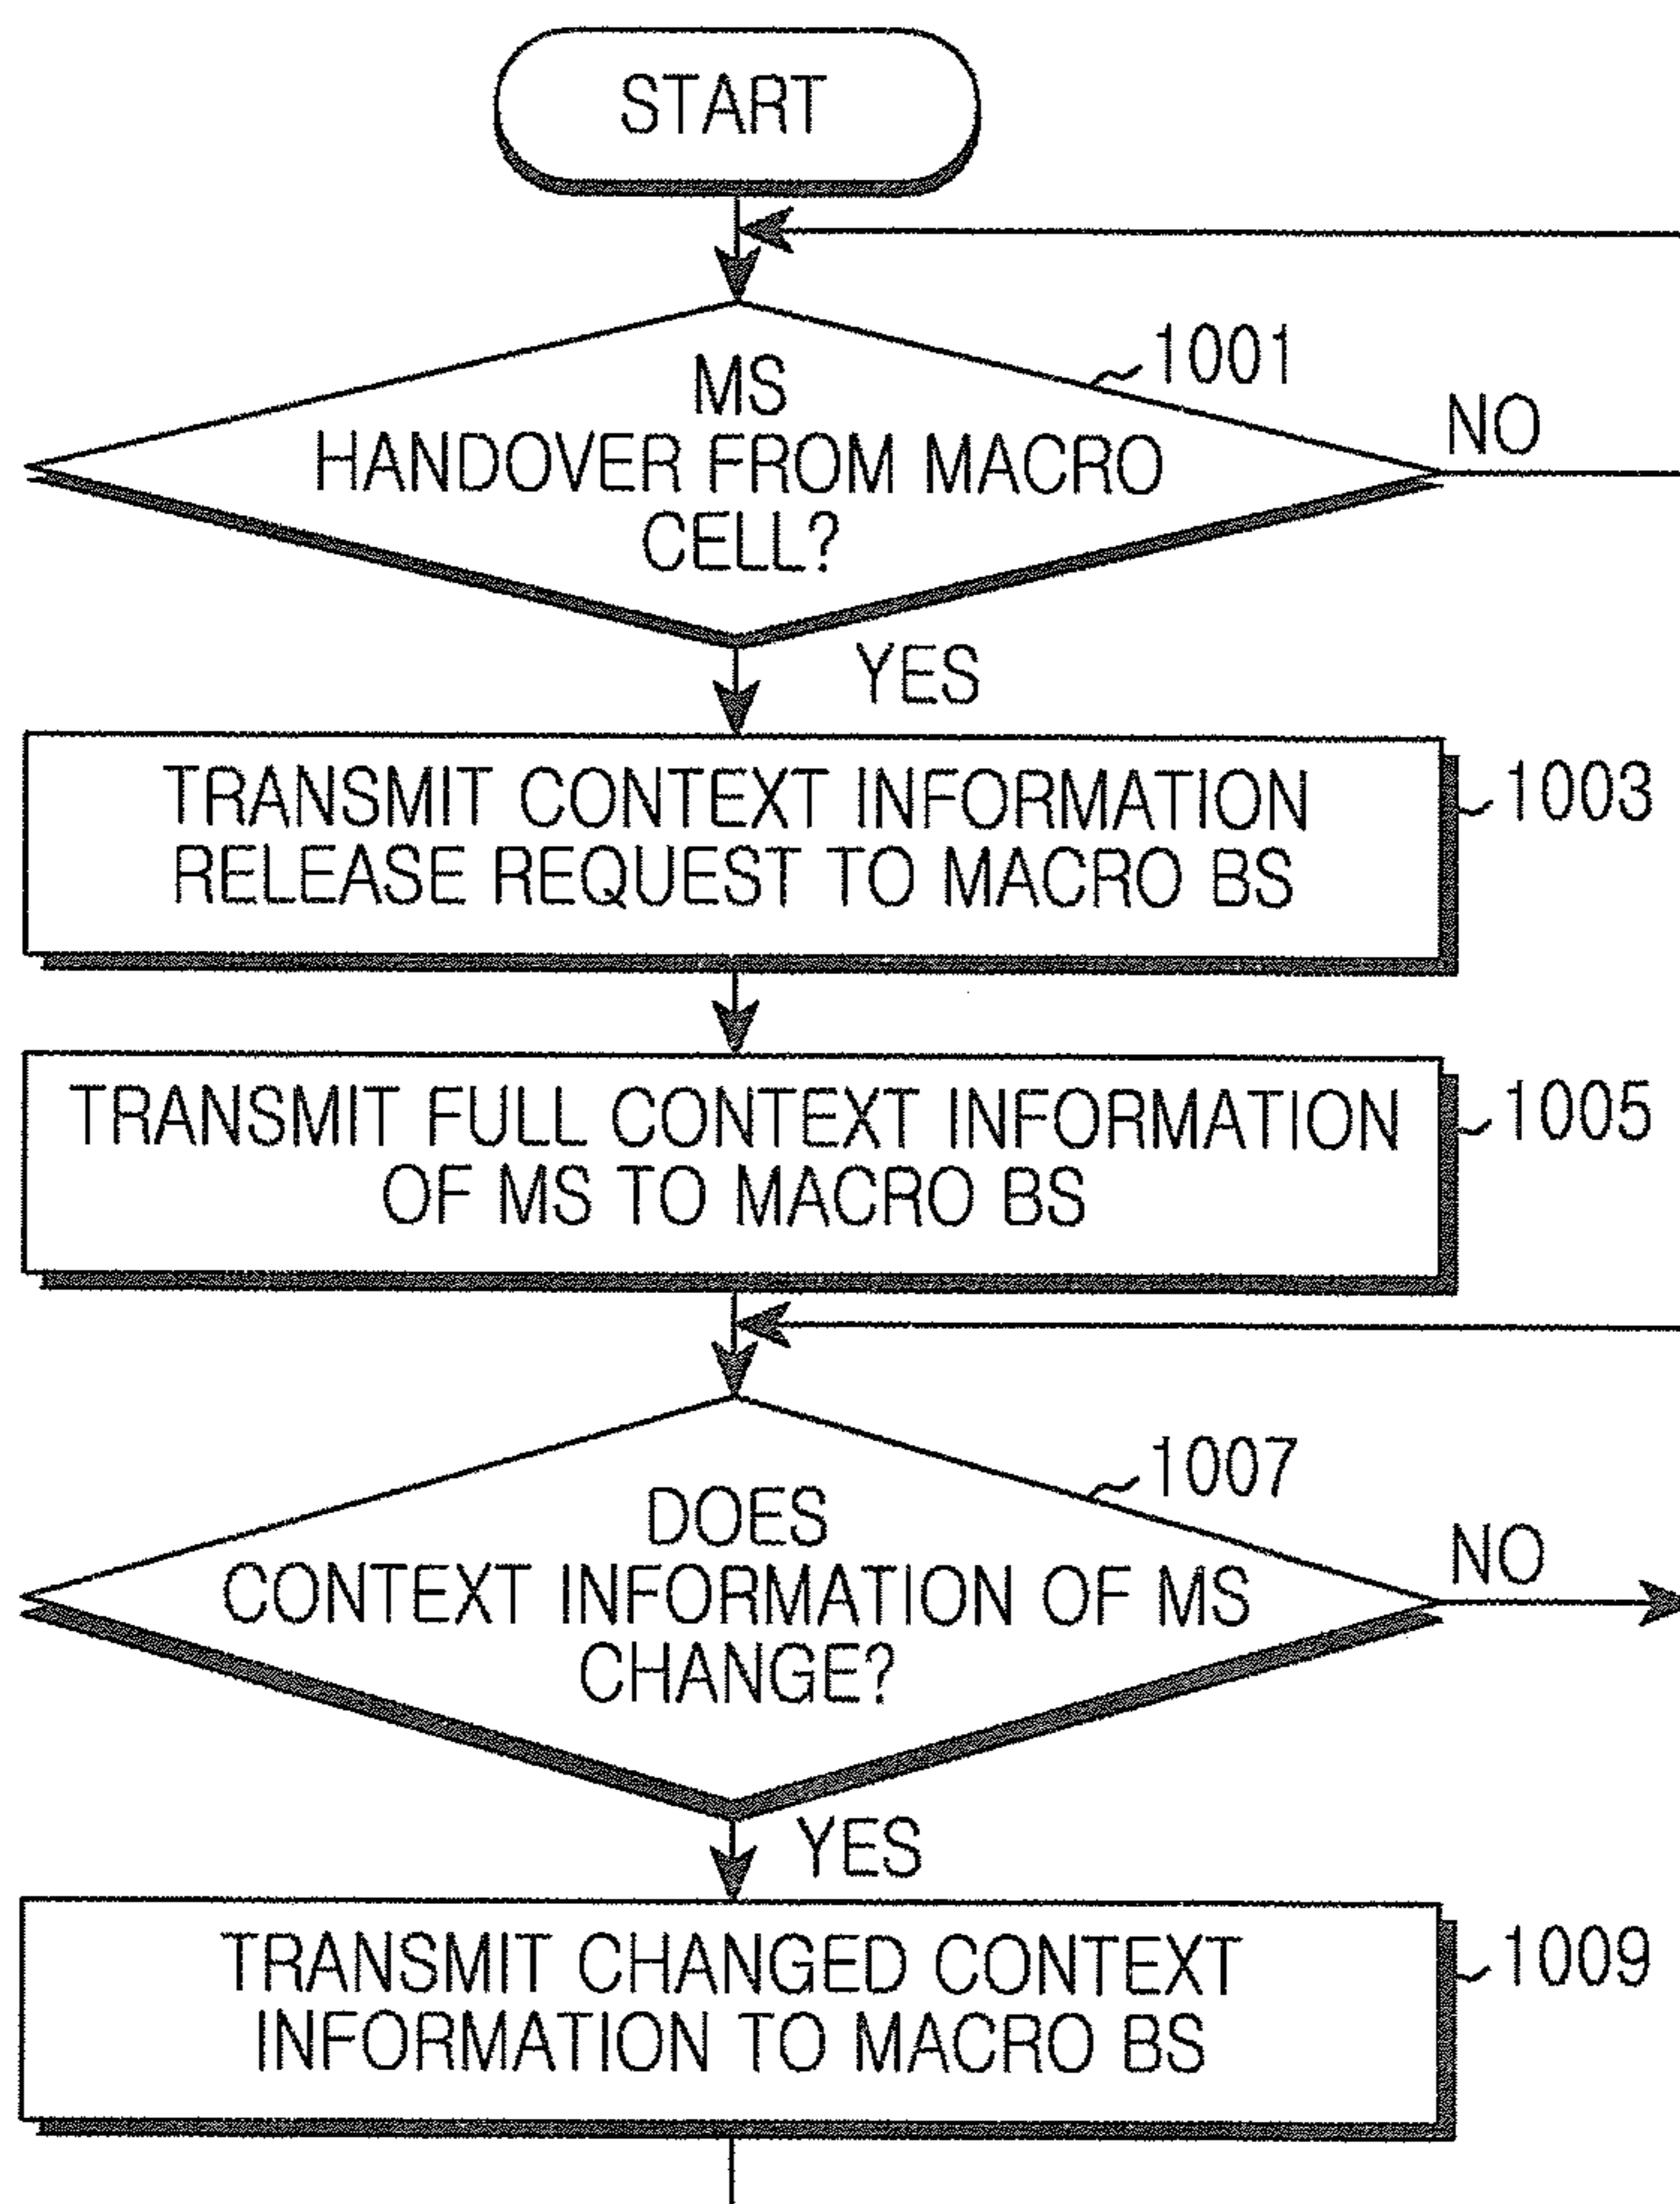 START
MS
HANDOVER FROM MACRO
CELL?
1001
NO
YES
TRANSMIT CONTEXT INFORMATION
RELEASE REQUEST TO MACRO BS
1003
TRANSMIT FULL CONTEXT INFORMATION
OF MS TO MACRO BS
1005
DOES
CONTEXT INFORMATION OF MS
CHANGE?
1007
NO
YES
TRANSMIT CHANGED CONTEXT
INFORMATION TO MACRO BS
1009